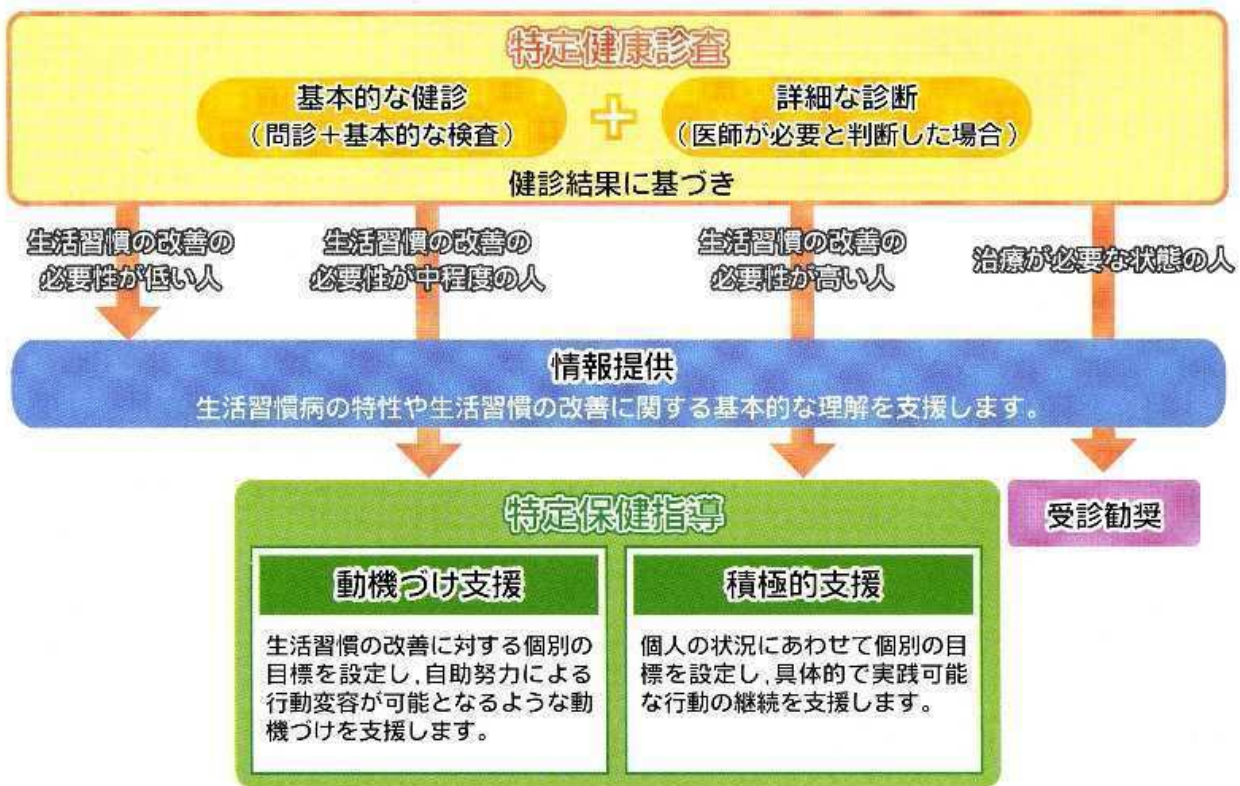 特定健康診査
基本的な健診
(問診+基本的な検査)
+
詳細な診断
(医師が必要と判断した場合)
健診結果に基づき
生活習慣の改善の
必要性が低い人
生活習慣の改善の
必要性が中程度の人
生活習慣の改善の
必要性が高い人
治療が必要な状態の人
情報提供
生活習慣病の特性や生活習慣の改善に関する基本的な理解を支援します。
特定保健指導
動機づけ支援
生活習慣の改善に対する個別の
目標を設定し,自助努力による
行動変容が可能となるような動
機づけを支援します。
積極的支援
個人の状況にあわせて個別の目
標を設定し,具体的で実践可能
な行動の継続を支援します。
受診勧奨